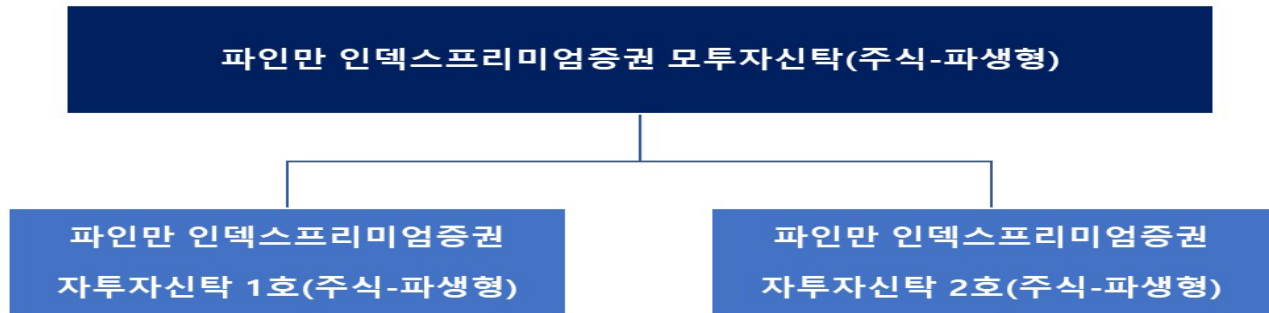 파인만 인덱스프리미엄증권 모투자신탁(주식-파생형)
파인만 인덱스프리미엄증권
자투자신탁 1호(주식-파생형)
파인만 인덱스프리미엄증권
자투자신탁 2호(주식-파생형)